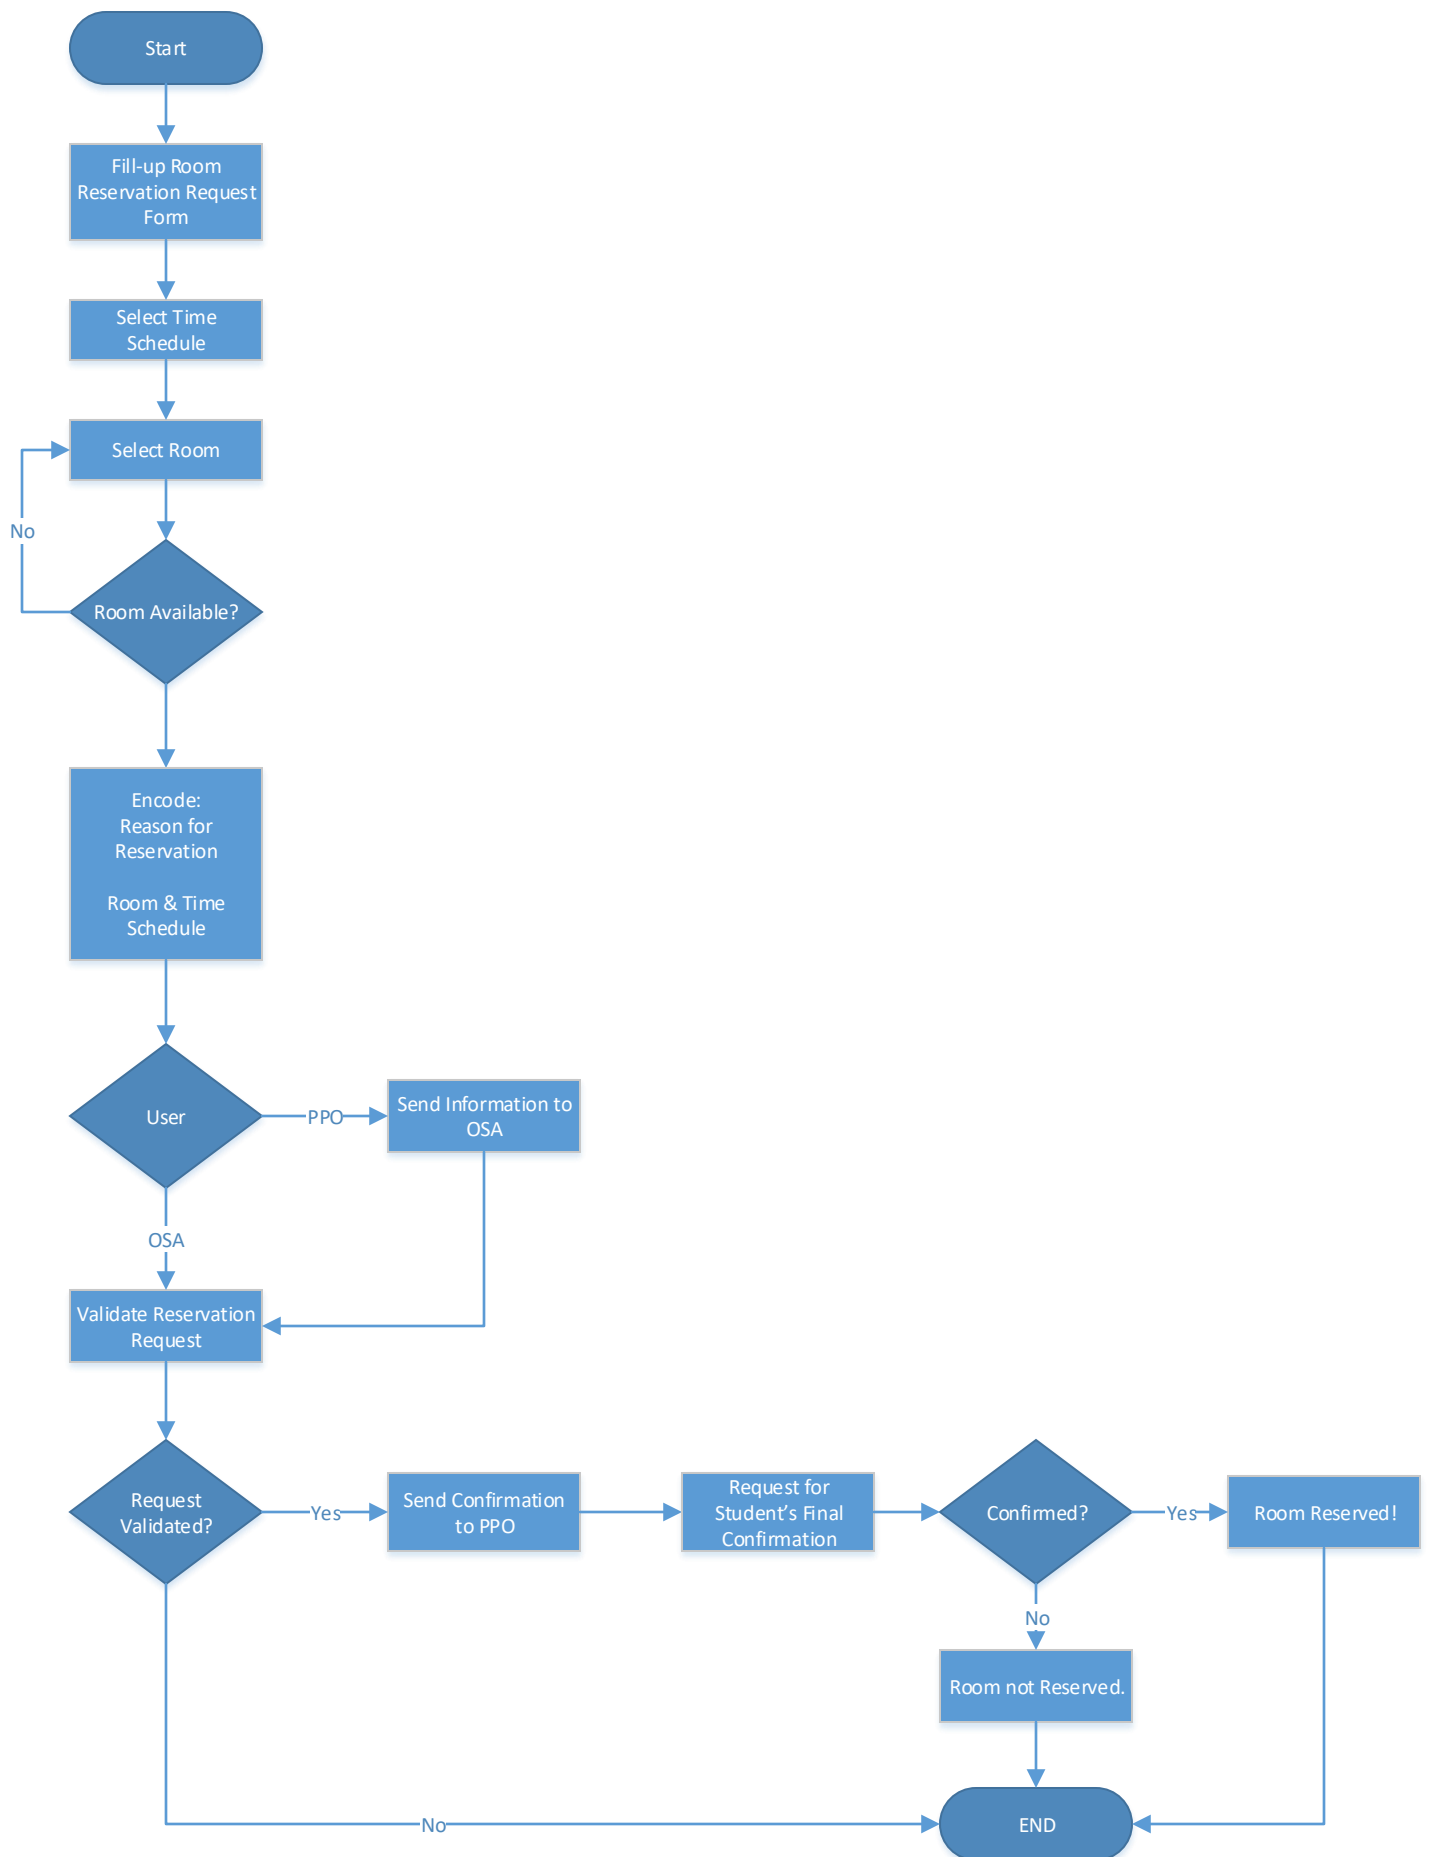 Start
Fill-up Room
Reservation Request
Form
Select Time
Schedule
Select Room
No
Room Available?
Encode:
Reason for
Reservation
Room & Time
Schedule
User
PPO
Send Information to
OSA
OSA
Validate Reservation
Request
Request
Validated?
Yes
Send Confirmation
to PPO
Request for
Student's Final
Confirmation
Confirmed?
Yes
Room Reserved!
No
Room not Reserved.
No
END